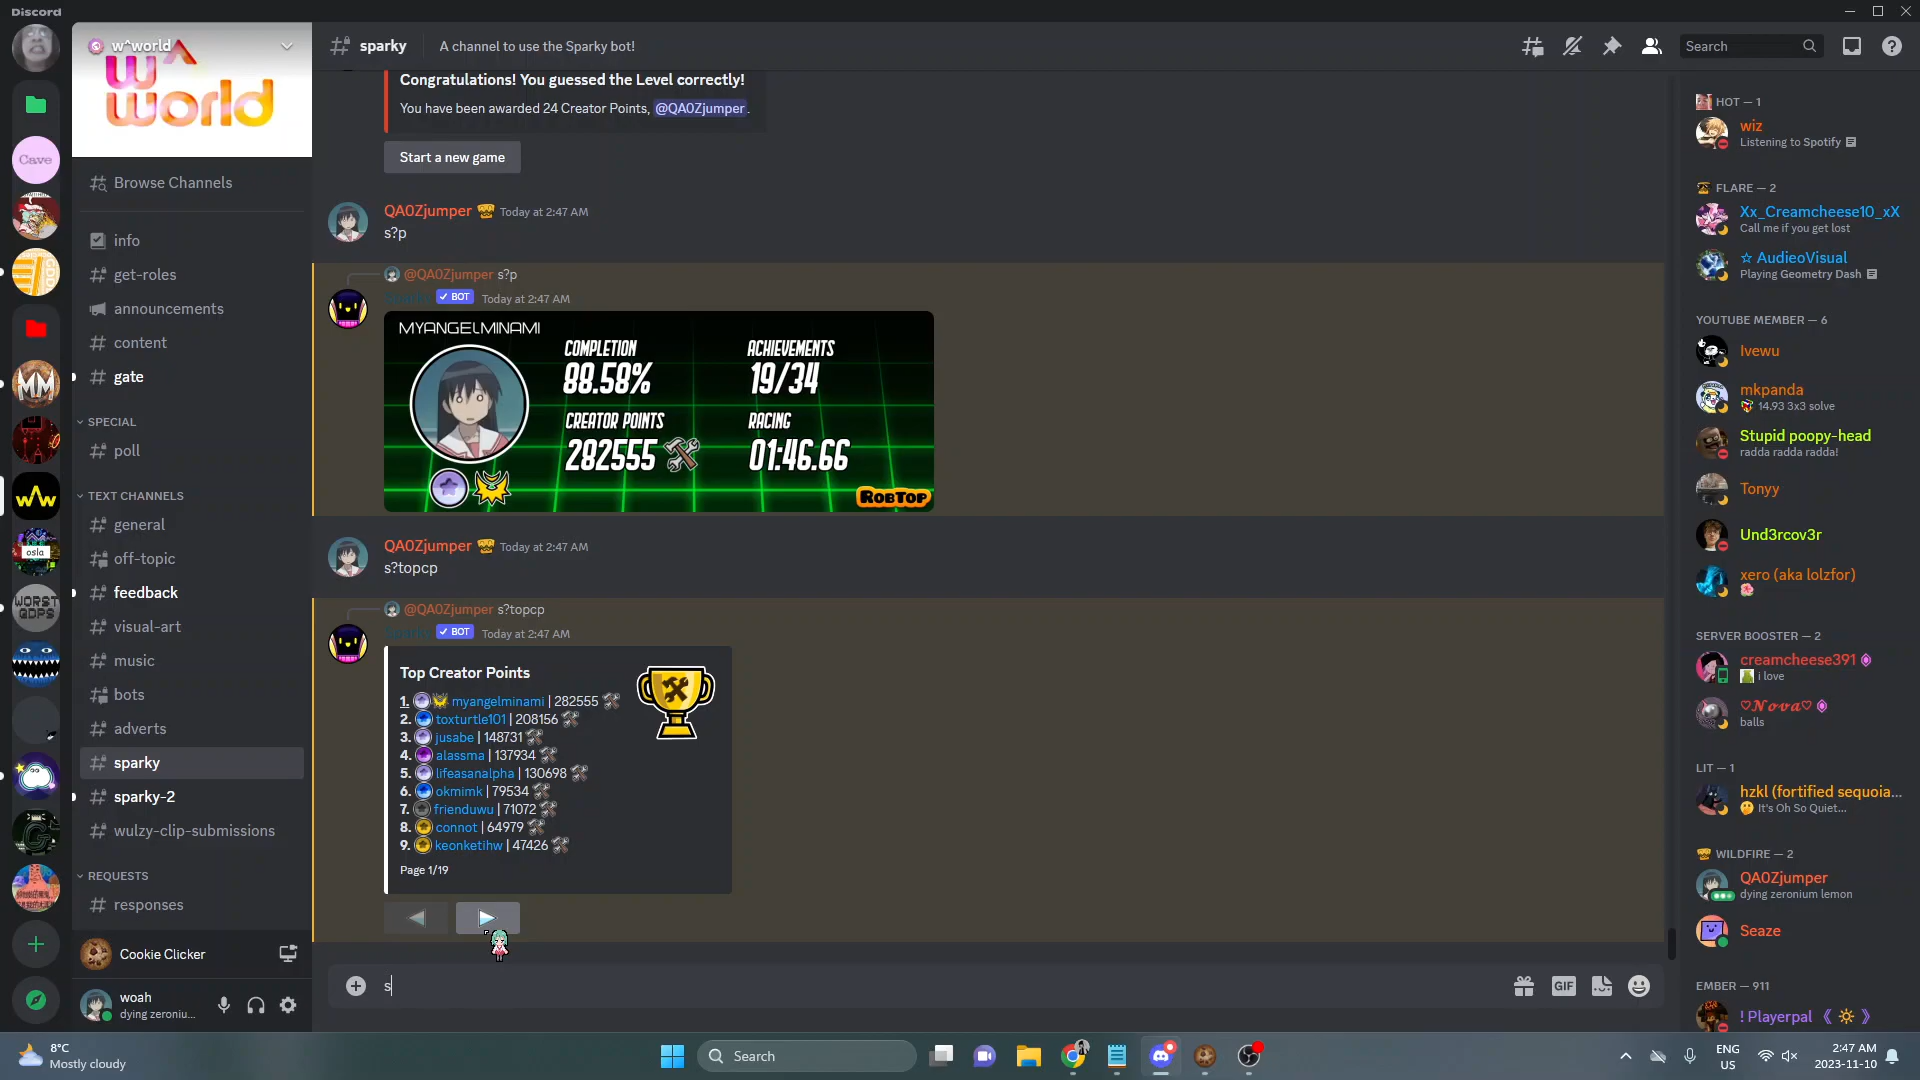 Discord
w^world
w^
world
Browse Channels
info
get-roles
announcements
content
gate
SPECIAL
poll
TEXT CHANNELS
general
off-topic
feedback
visual-art
music
bots
adverts
sparky
sparky-2
wulzy-clip-submissions
REQUESTS
responses
Cookie Clicker
woah
dying zeroniu...
Cave
MM
osla
WORST
GDPS
sparky
A channel to use the Sparky bot!
Search
Congratulations! You guessed the Level correctly!
You have been awarded 24 Creator Points, @QA0Zjumper.
Start a new game
QA0Zjumper Today at 2:47 AM
s?p
@QA0Zjumper s?p
BOT Today at 2:47 AM
MYANGELMINAMI
COMPLETION
88.58%
ACHIEVEMENTS
19/34
CREATOR POINTS
282555
RACING
01:46.66
ROBTOP
QA0Zjumper Today at 2:47 AM
s?topcp
@QA0Zjumper s?topcp
BOT Today at 2:47 AM
Top Creator Points
1. myangelminami | 282555
2. toxturtle101 | 208156
3. jusabe | 148731
4. alassma | 137934
5. lifeasanalpha | 130698
6. okmimk | 79534
7. frienduwu | 71072
8. connot | 64979
9. keonketihw | 47426
Page 1/19
s
GIF
HOT — 1
wiz
Listening to Spotify
FLARE — 2
Xx_Creamcheese10_xX
Call me if you get lost
☆ AudieoVisual
Playing Geometry Dash
YOUTUBE MEMBER — 6
Ivewu
mkpanda
14.93 3x3 solve
Stupid poopy-head
radda radda radda!
Tonyy
Und3rcov3r
xero (aka lolzfor)
SERVER BOOSTER — 2
creamcheese391
i love
♡𝑵𝒐𝒗𝒂♡
balls
LIT — 1
hzkl (fortified sequoia...
It's Oh So Quiet...
WILDFIRE — 2
QA0Zjumper
dying zeronium lemon
Seaze
EMBER — 911
! Playerpal 《 🔆 》
8°C
Mostly cloudy
Search
ENG
US
2:47 AM
2023-11-10